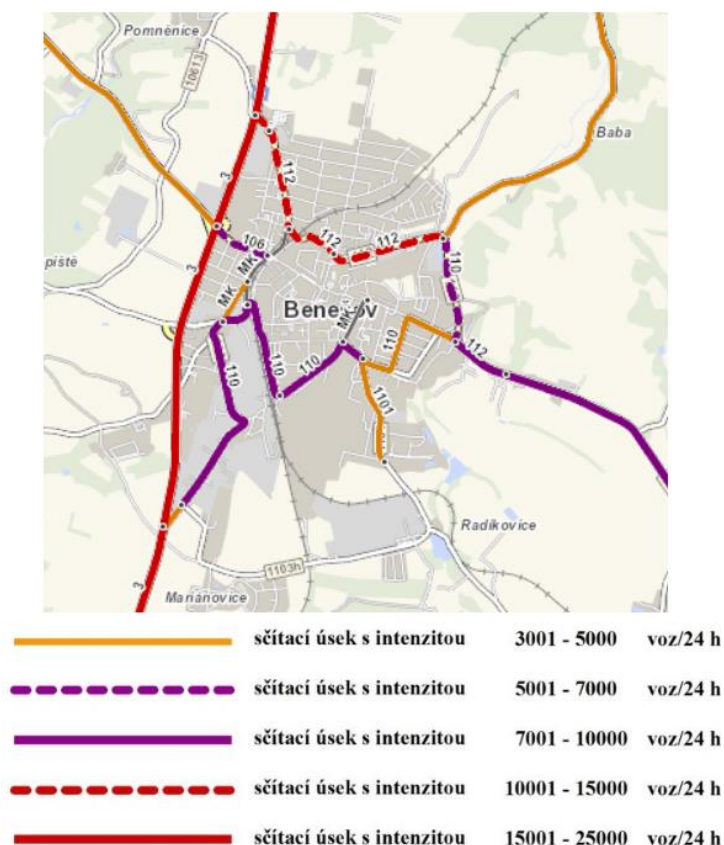 Pomněnice
10613
3
Baba
112
106
112
112
110
piště
3
MK
MK
Benešov
MK
110
112
110
110
110
1101
Radíkovice
1103h
3
Mariánovice
sčítací úsek s intenzitou 3001 - 5000 voz/24 h
sčítací úsek s intenzitou 5001 - 7000 voz/24 h
sčítací úsek s intenzitou 7001 - 10000 voz/24 h
sčítací úsek s intenzitou 10001 - 15000 voz/24 h
sčítací úsek s intenzitou 15001 - 25000 voz/24 h